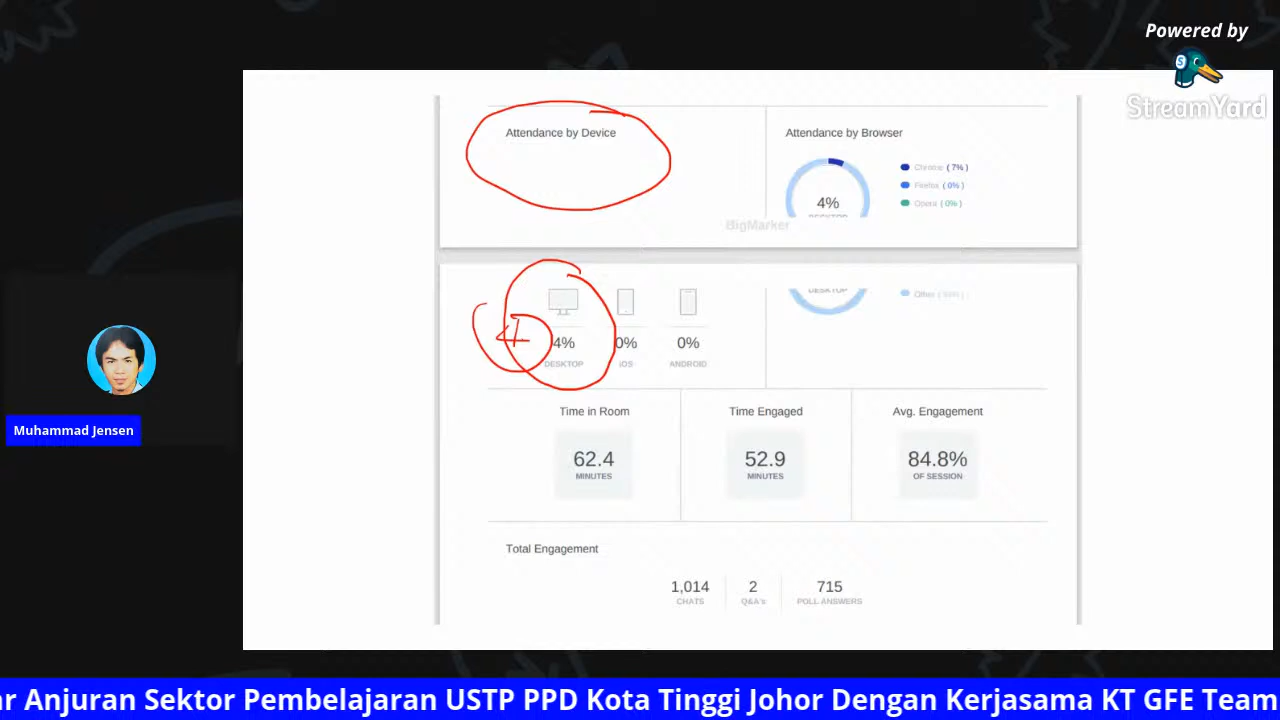 Powered by
StreamYard
Attendance by Device
Attendance by Browser
4%
Chrome ( 7% )
Firefox ( 0% )
Opera ( 0% )
BigMarker
DESKTOP
Other
4
4%
0%
0%
DESKTOP
iOS
ANDROID
Time in Room
Time Engaged
Avg. Engagement
62.4
52.9
84.8%
MINUTES
MINUTES
OF SESSION
Total Engagement
1,014
2
715
CHATS
Q&A's
POLL ANSWERS
Muhammad Jensen
ar Anjuran Sektor Pembelajaran USTP PPD Kota Tinggi Johor Dengan Kerjasama KT GFE Team